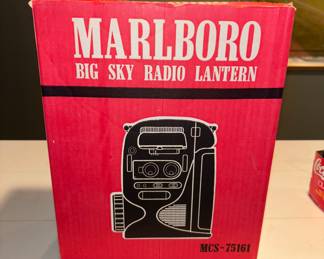 MARLBORO
BIG SKY RADIO LANTERN
MCS-75161